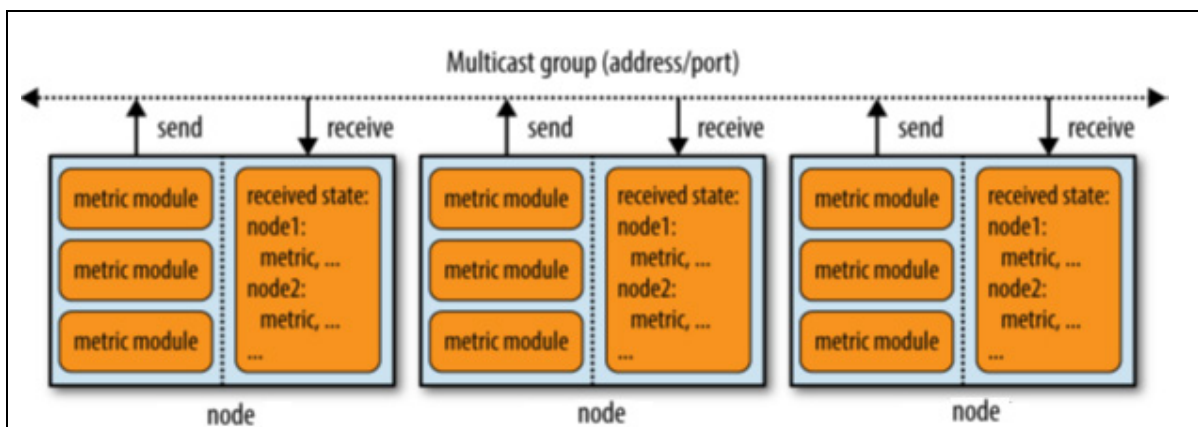 Multicast group (address/port)
send receive send receive send receive
metric module
metric module
metric module
received state:
node1:
metric, ...
node2:
metric, ...
...
node
metric module
metric module
metric module
received state:
node1:
metric, ...
node2:
metric, ...
...
node
metric module
metric module
metric module
received state:
node1:
metric, ...
node2:
metric, ...
...
node